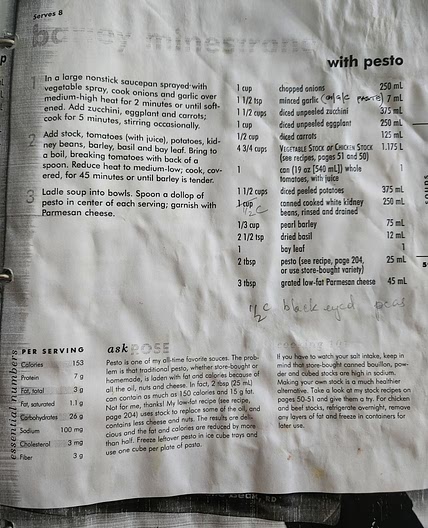 Serves 8
barley minestrone
with pesto
1 In a large nonstick saucepan sprayed with
vegetable spray, cook onions and garlic over
medium-high heat for 2 minutes or until soft-
ened. Add zucchini, eggplant and carrots;
cook for 5 minutes, stirring occasionally.
2 Add stock, tomatoes (with juice), potatoes, kid-
ney beans, barley, basil and bay leaf. Bring to
a boil, breaking tomatoes with back of a
spoon. Reduce heat to medium-low; cook, cov-
ered, for 45 minutes or until barley is tender.
3 Ladle soup into bowls. Spoon a dollop of
pesto in center of each serving; garnish with
Parmesan cheese.
1 cup chopped onions 250 mL
1 1/2 tsp minced garlic 7 mL
1 1/2 cups diced unpeeled zucchini 375 mL
1 cup diced unpeeled eggplant 250 mL
1/2 cup diced carrots 125 mL
4 3/4 cups VEGETABLE STOCK OR CHICKEN STOCK 1.175 L
(see recipes, pages 51 and 50)
1 can (19 oz [540 mL]) whole 1
tomatoes, with juice
1 1/2 cups diced peeled potatoes 375 mL
1 cup canned cooked white kidney 250 mL
1/2 c beans, rinsed and drained
1/3 cup pearl barley 75 mL
2 1/2 tsp dried basil 12 mL
1 bay leaf 1
2 tbsp pesto (see recipe, page 204, 25 mL
or use store-bought variety)
3 tbsp grated low-fat Parmesan cheese 45 mL
1/2 c black eyed peas
essential numbers
PER SERVING
Calories 153
Protein 7 g
Fat, total 3 g
Fat, saturated 1.1 g
Carbohydrates 26 g
Sodium 100 mg
Cholesterol 3 mg
Fiber 3 g
ask ROSE
Pesto is one of my all-time favorite sauces. The prob-
lem is that traditional pesto, whether store-bought or
homemade, is laden with fat and calories because of
all the oil, nuts and cheese. In fact, 2 tbsp (25 mL)
can contain as much as 150 calories and 15 g fat.
Not for me, thanks! My low-fat recipe (see recipe,
page 204) uses stock to replace some of the oil, and
contains less cheese and nuts. The results are deli-
cious and the fat and calories are reduced by more
than half. Freeze leftover pesto in ice cube trays and
use one cube per plate of pasta.
If you have to watch your salt intake, keep in
mind that store-bought canned bouillon, pow-
der and cubed stocks are high in sodium.
Making your own stock is a much healthier
alternative. Take a look at my stock recipes on
pages 50-51 and give them a try. For chicken
and beef stocks, refrigerate overnight, remove
any layers of fat and freeze in containers for
later use.